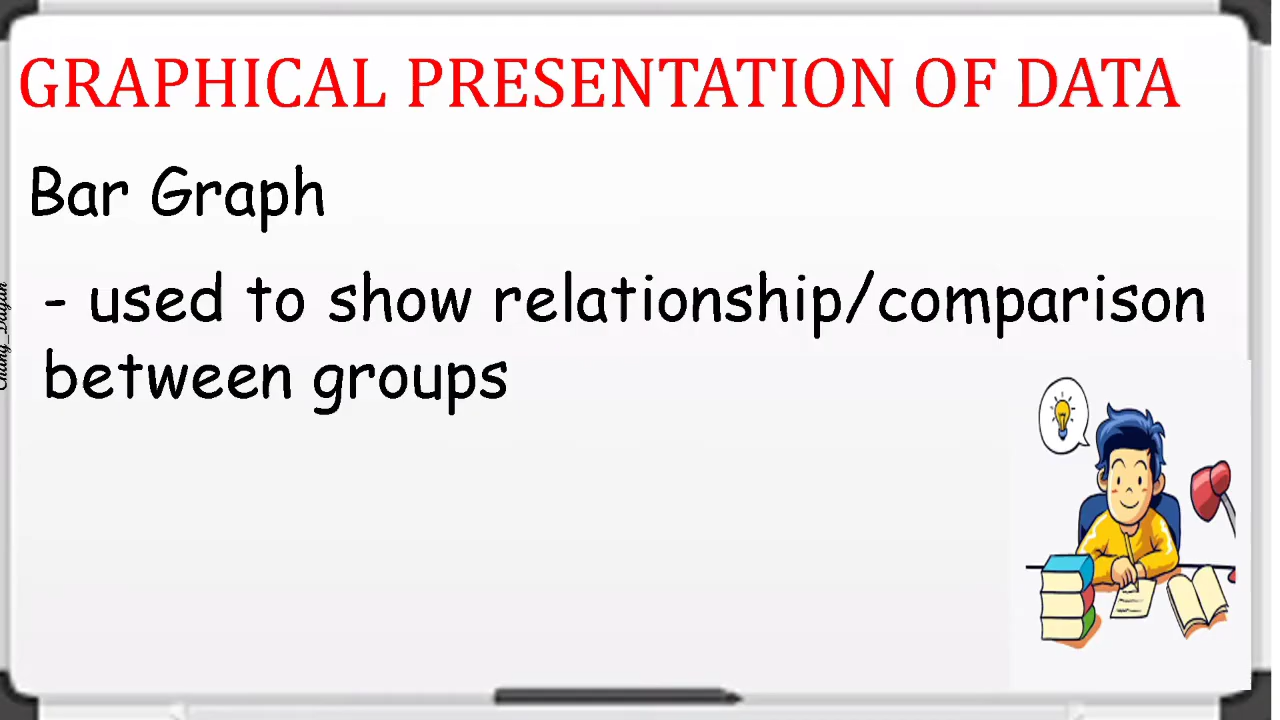 GRAPHICAL PRESENTATION OF DATA
Bar Graph
- used to show relationship/comparison
between groups